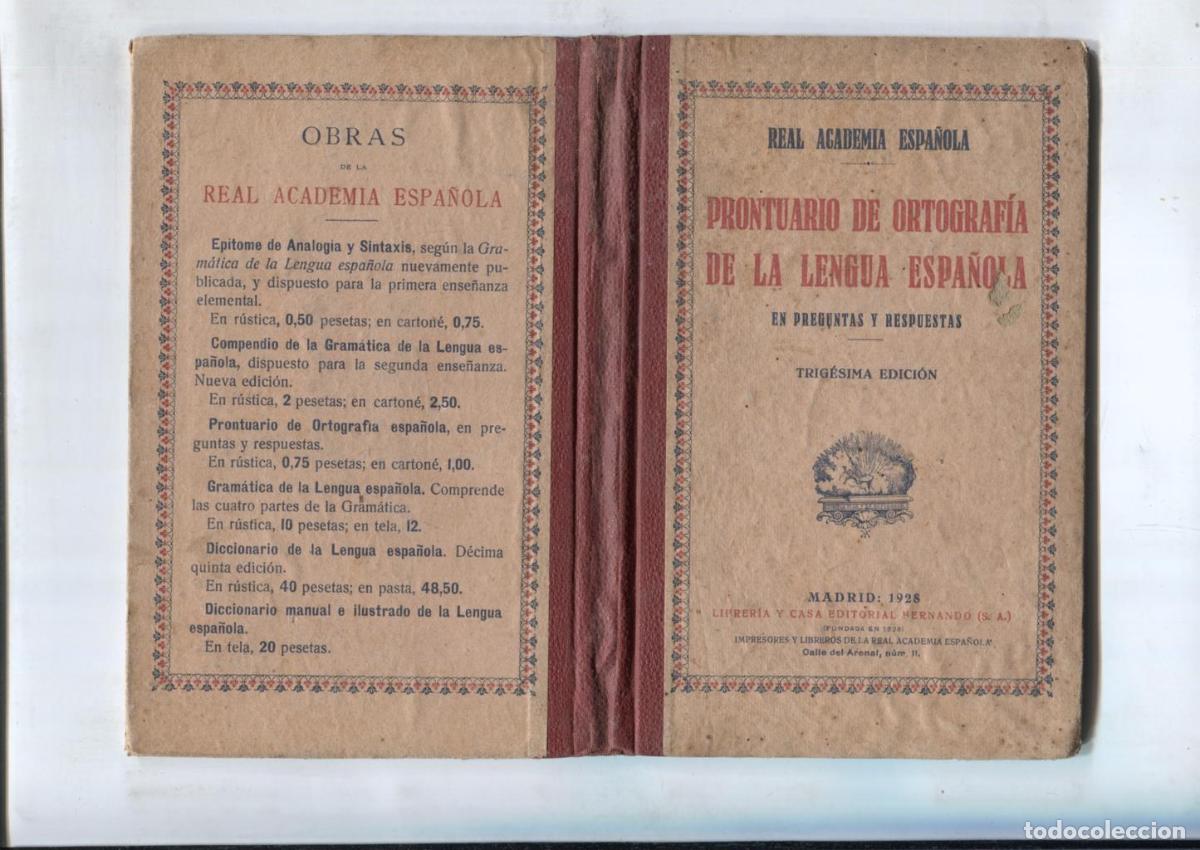 OBRAS
DE LA
REAL ACADEMIA ESPAÑOLA
Epítome de Analogía y Sintaxis, según la Gra-
mática de la Lengua española nuevamente pu-
blicada, y dispuesto para la primera enseñanza
elemental.
En rústica, 0,50 pesetas; en cartoné, 0,75.
Compendio de la Gramática de la Lengua es-
pañola, dispuesto para la segunda enseñanza.
Nueva edición.
En rústica, 2 pesetas; en cartoné, 2,50.
Prontuario de Ortografía española, en pre-
guntas y respuestas.
En rústica, 0,75 pesetas; en cartoné, 1,00.
Gramática de la Lengua española. Comprende
las cuatro partes de la Gramática.
En rústica, 10 pesetas; en tela, 12.
Diccionario de la Lengua española. Décima
quinta edición.
En rústica, 40 pesetas; en pasta, 48,50.
Diccionario manual e ilustrado de la Lengua
española.
En tela, 20 pesetas.
REAL ACADEMIA ESPAÑOLA
PRONTUARIO DE ORTOGRAFÍA
DE LA LENGUA ESPAÑOLA
EN PREGUNTAS Y RESPUESTAS
TRIGÉSIMA EDICIÓN
MADRID: 1928
LIBRERÍA Y CASA EDITORIAL HERNANDO (S. A.)
(FUNDADA EN 1828)
IMPRESORES Y LIBREROS DE LA REAL ACADEMIA ESPAÑOLA
Calle del Arenal, núm. 11.
todocoleccion